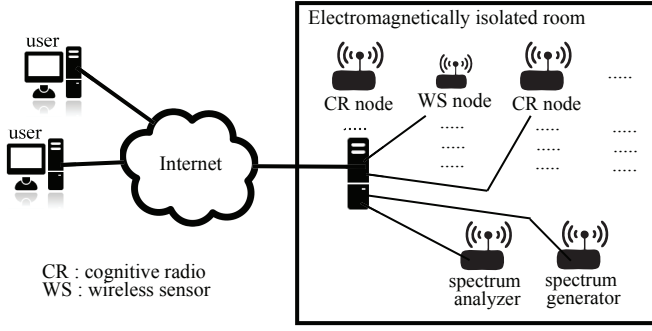 Electromagnetically isolated room
user
CR node
WS node
CR node
user
Internet
CR : cognitive radio
WS : wireless sensor
spectrum
analyzer
spectrum
generator